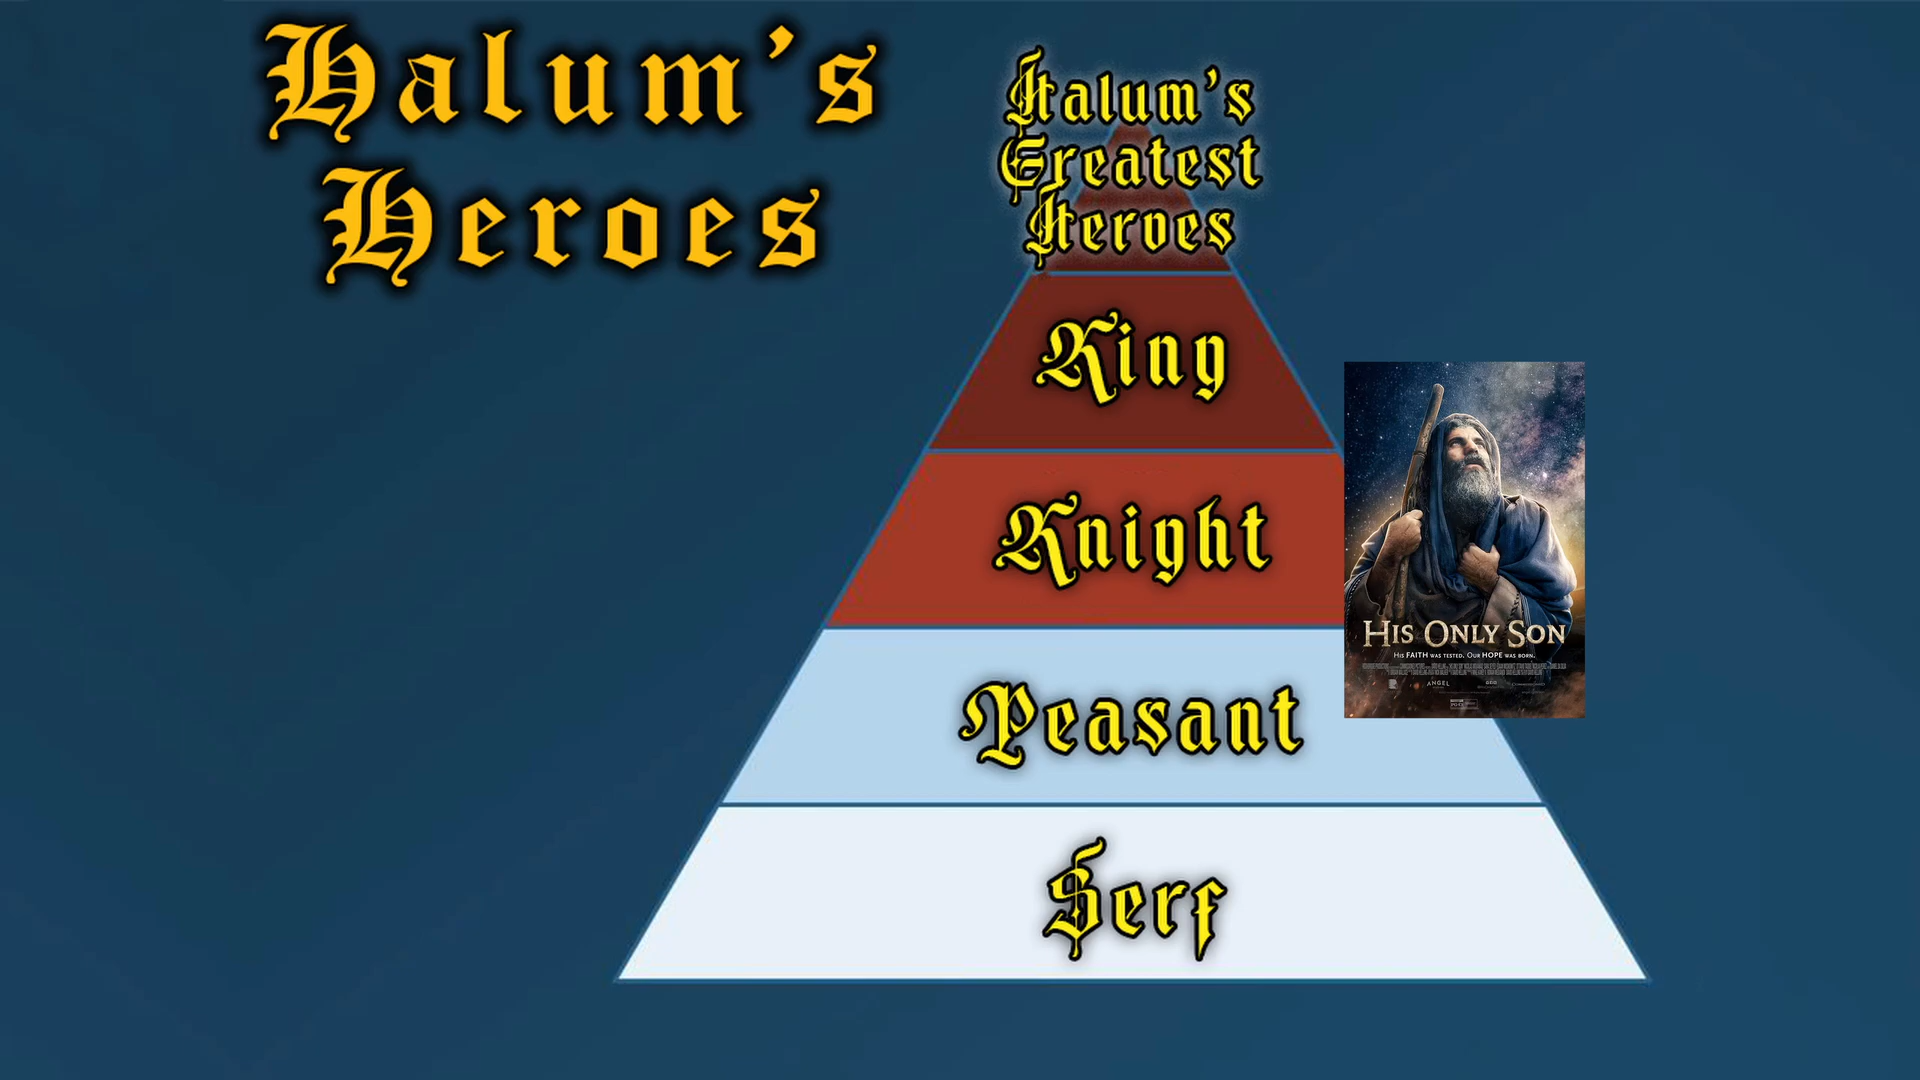 Halum's
Heroes
Halum's
Greatest
Heroes
King
Knight
Peasant
Serf
HIS ONLY SON
HIS FAITH WAS TESTED. OUR HOPE WAS BORN.
ANGEL